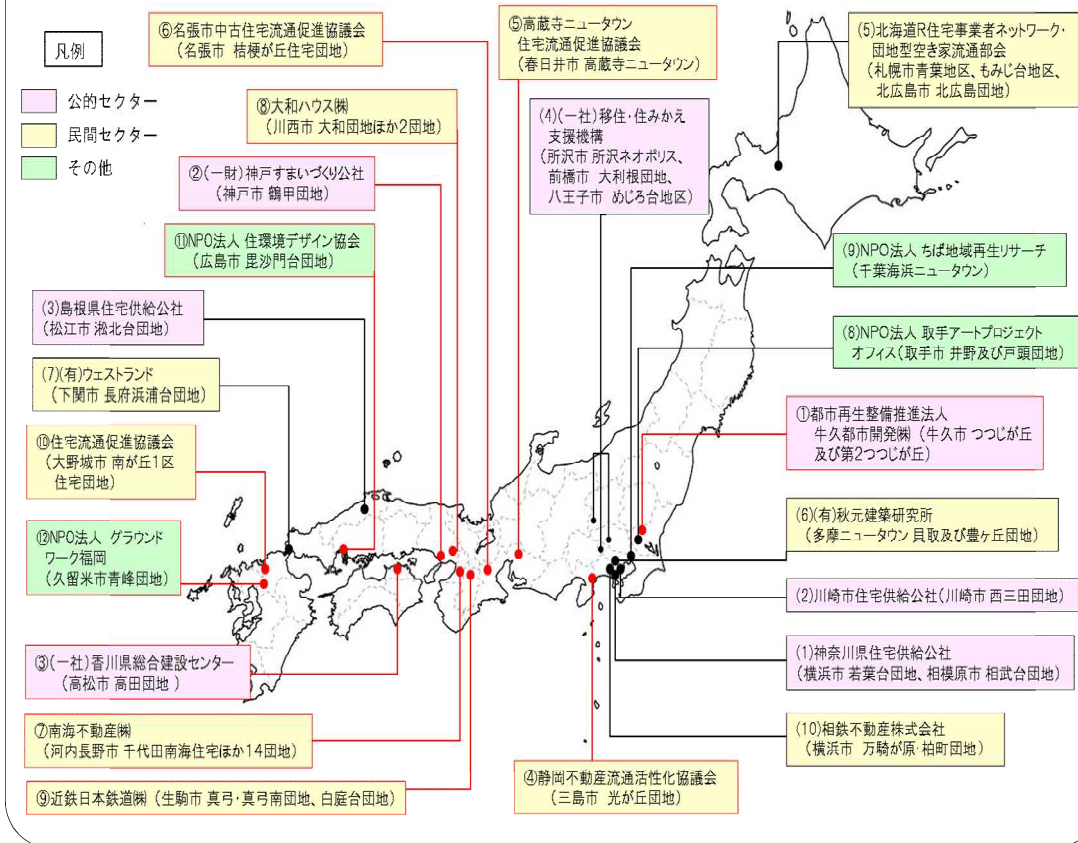 凡例
公的セクター
民間セクター
その他
⑥名張市中古住宅流通促進協議会
(名張市 桔梗が丘住宅団地)
⑧大和ハウス㈱
(川西市 大和団地ほか2団地)
②(一財)神戸すまいづくり公社
(神戸市 鶴甲団地)
⑪NPO法人 住環境デザイン協会
(広島市 毘沙門台団地)
(3)島根県住宅供給公社
(松江市 淞北台団地)
(7)(有)ウェストランド
(下関市 長府浜浦台団地)
⑩住宅流通促進協議会
(大野城市 南が丘1区
住宅団地)
⑫NPO法人 グラウンド
ワーク福岡
(久留米市青峰団地)
③(一社)香川県総合建設センター
(高松市 高田団地 )
⑦南海不動産㈱
(河内長野市 千代田南海住宅ほか14団地)
⑨近鉄日本鉄道㈱ (生駒市 真弓・真弓南団地、白庭台団地)
⑤高蔵寺ニュータウン
住宅流通促進協議会
(春日井市 高蔵寺ニュータウン)
(4)(一社)移住・住みかえ
支援機構
(所沢市 所沢ネオポリス、
前橋市 大利根団地、
八王子市 めじろ台地区)
(5)北海道R住宅事業者ネットワーク・
団地型空き家流通部会
(札幌市青葉地区、もみじ台地区、
北広島市 北広島団地)
(9)NPO法人 ちば地域再生リサーチ
(千葉海浜ニュータウン)
(8)NPO法人 取手アートプロジェクト
オフィス(取手市 井野及び戸頭団地)
①都市再生整備推進法人
牛久都市開発㈱ (牛久市 つつじが丘
及び第2つつじが丘)
(6)(有)秋元建築研究所
(多摩ニュータウン 貝取及び豊ヶ丘団地)
(2)川崎市住宅供給公社(川崎市 西三田団地)
(1)神奈川県住宅供給公社
(横浜市 若葉台団地、相模原市 相武台団地)
(10)相鉄不動産株式会社
(横浜市 万騎が原・柏町団地)
④静岡不動産流通活性化協議会
(三島市 光が丘団地)